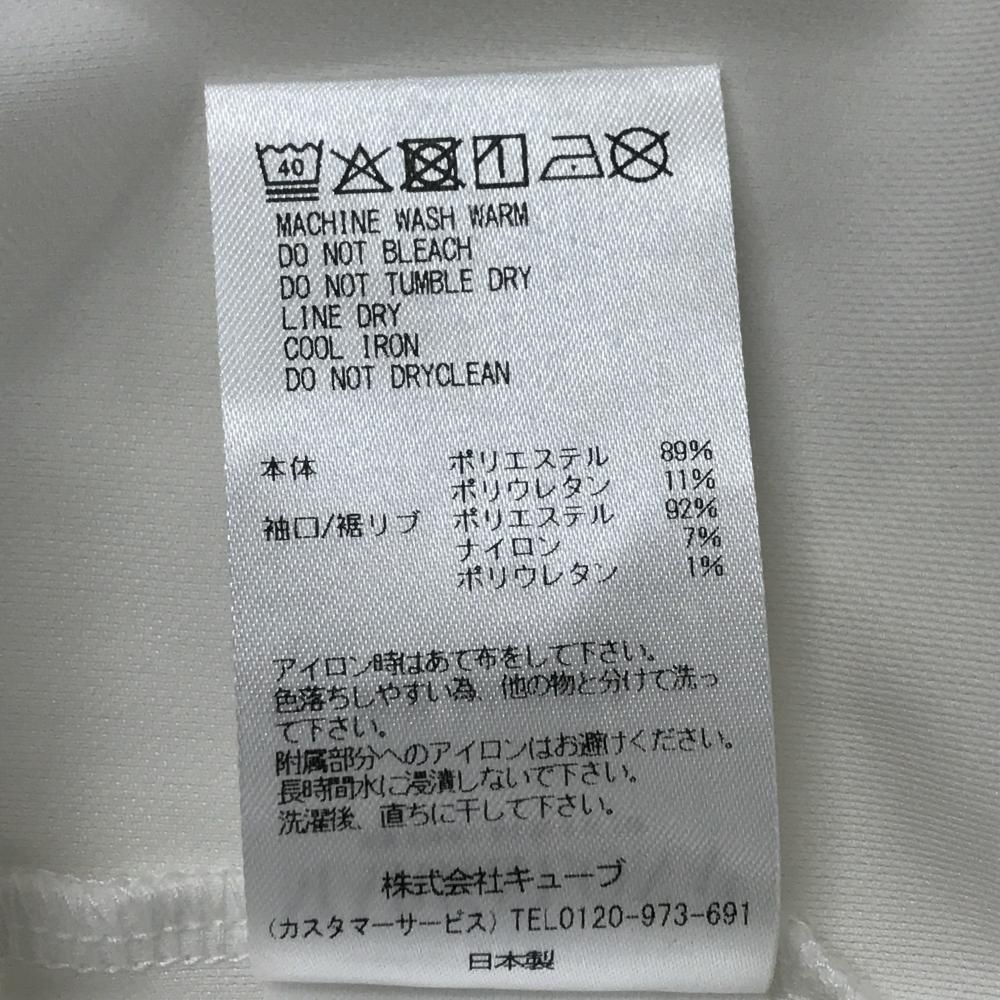 40
MACHINE WASH WARM
DO NOT BLEACH
DO NOT TUMBLE DRY
LINE DRY
COOL IRON
DO NOT DRYCLEAN
本体 ポリエステル 89%
ポリウレタン 11%
袖口/裾リブ ポリエステル 92%
ナイロン 7%
ポリウレタン 1%
アイロン時はあて布をして下さい。
色落ちしやすい為、他の物と分けて洗っ
て下さい。
附属部分へのアイロンはお避けください。
長時間水に浸漬しないで下さい。
洗濯後、直ちに干して下さい。
株式会社キューブ
(カスタマーサービス) TEL0120-973-691
日本製